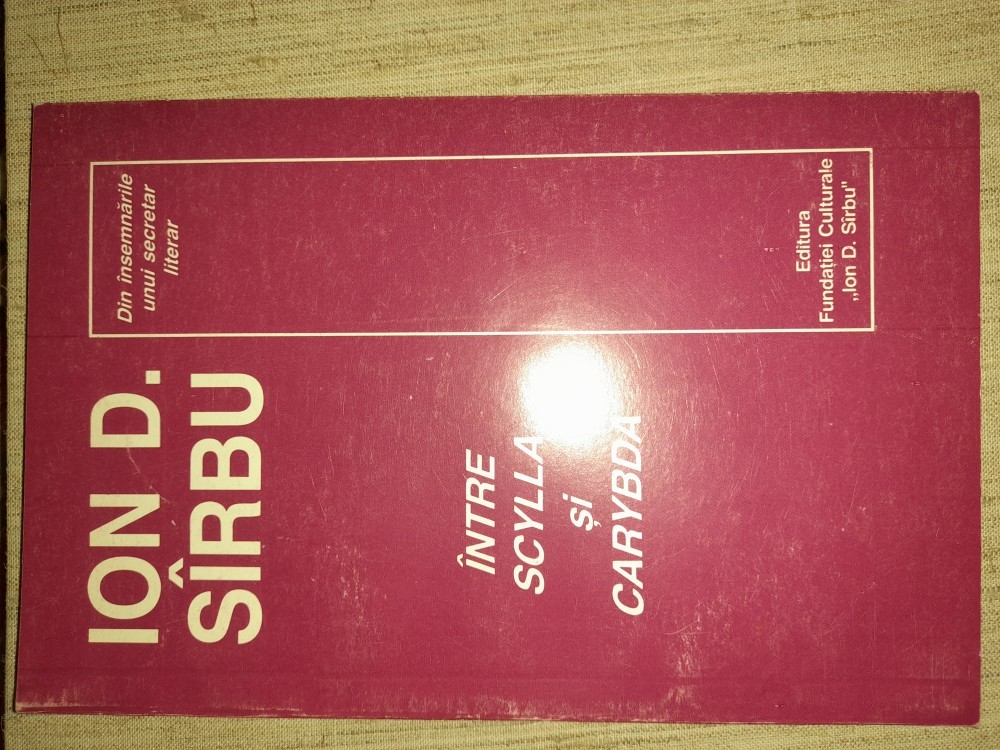 ION D.
SÎRBU
Din însemnările
unui secretar
literar
ÎNTRE
SCYLLA
și
CARYBDA
Editura
Fundației Culturale
„Ion D. Sîrbu"